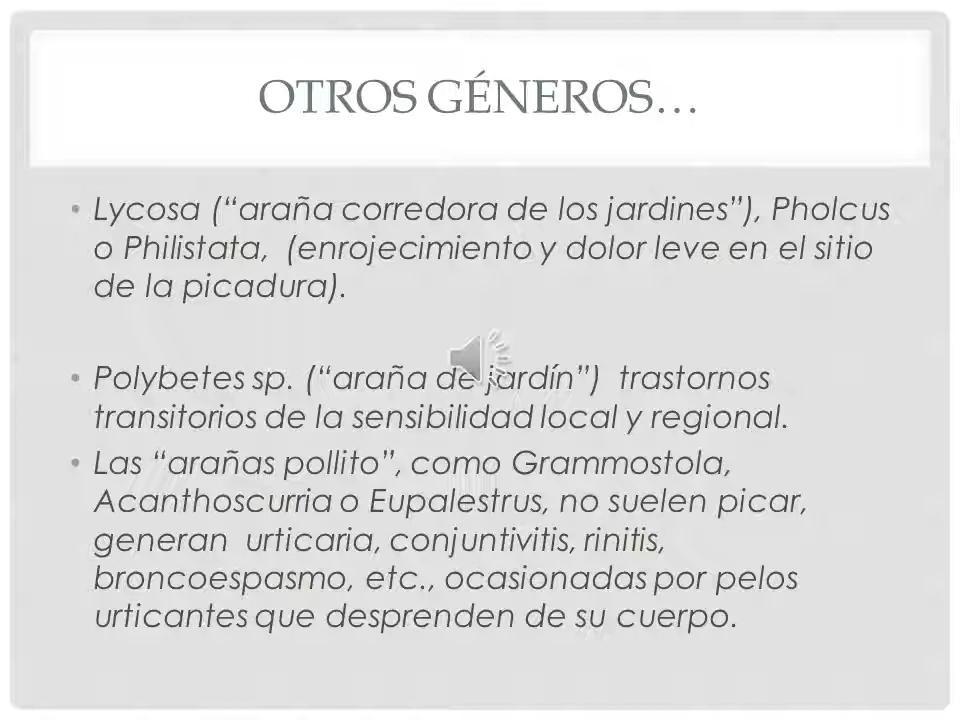 OTROS GÉNEROS…
• Lycosa (“araña corredora de los jardines”), Pholcus
o Philistata, (enrojecimiento y dolor leve en el sitio
de la picadura).
• Polybetes sp. (“araña de jardín”) trastornos
transitorios de la sensibilidad local y regional.
• Las “arañas pollito”, como Grammostola,
Acanthoscurria o Eupalestrus, no suelen picar,
generan urticaria, conjuntivitis, rinitis,
broncoespasmo, etc., ocasionadas por pelos
urticantes que desprenden de su cuerpo.